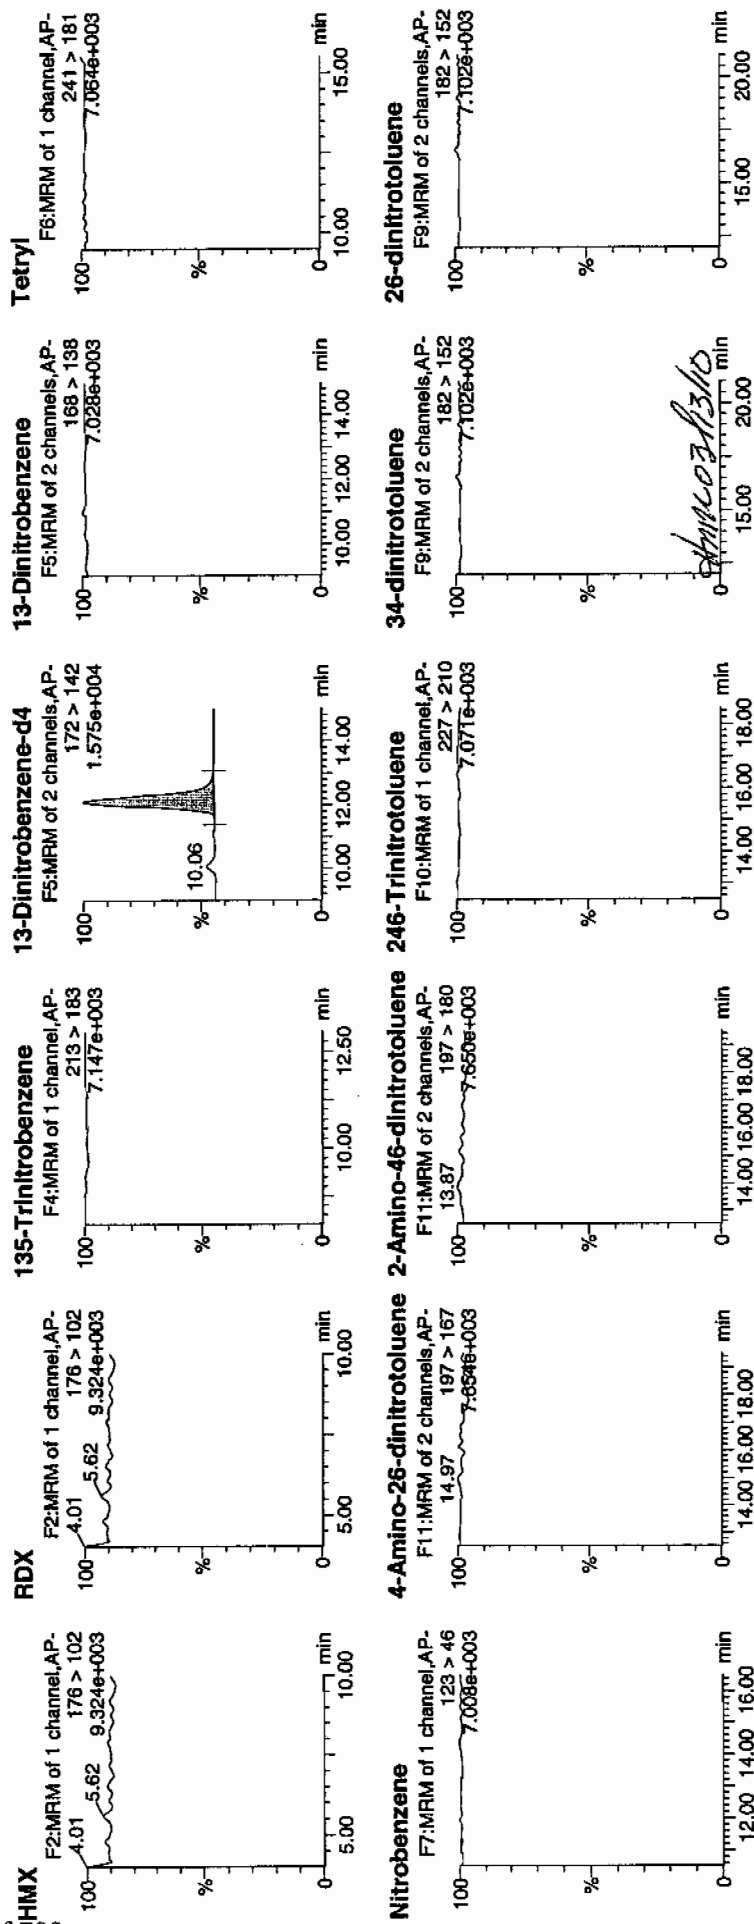 HMX
F2:MRM of 1 channel,AP-
176 > 102
9.324e+003
4.01
5.62
100
%
0
5.00 10.00 min
RDX
F2:MRM of 1 channel,AP-
176 > 102
9.324e+003
4.01
5.62
100
%
0
5.00 10.00 min
135-Trinitrobenzene
F4:MRM of 1 channel,AP-
213 > 183
7.147e+003
100
%
0
10.00 12.50 min
13-Dinitrobenzene-d4
F5:MRM of 2 channels,AP-
172 > 142
1.575e+004
10.06
100
%
0
10.00 12.00 14.00 min
13-Dinitrobenzene
F5:MRM of 2 channels,AP-
168 > 138
7.028e+003
100
%
0
10.00 12.00 14.00 min
Tetryl
F6:MRM of 1 channel,AP-
241 > 181
7.064e+003
100
%
0
10.00 15.00 min
Nitrobenzene
F7:MRM of 1 channel,AP-
123 > 46
7.008e+003
100
%
0
12.00 14.00 16.00 min
4-Amino-26-dinitrotoluene
F11:MRM of 2 channels,AP-
197 > 167
7.654e+003
14.97
100
%
0
14.00 16.00 18.00 min
2-Amino-46-dinitrotoluene
F11:MRM of 2 channels,AP-
197 > 180
7.650e+003
13.87
100
%
0
14.00 16.00 18.00 min
246-Trinitrotoluene
F10:MRM of 1 channel,AP-
227 > 210
7.071e+003
100
%
0
14.00 16.00 18.00 min
34-dinitrotoluene
F9:MRM of 2 channels,AP-
182 > 152
7.102e+003
100
%
0
15.00 20.00 min
03/13/10
26-dinitrotoluene
F9:MRM of 2 channels,AP-
182 > 152
7.102e+003
100
%
0
15.00 20.00 min